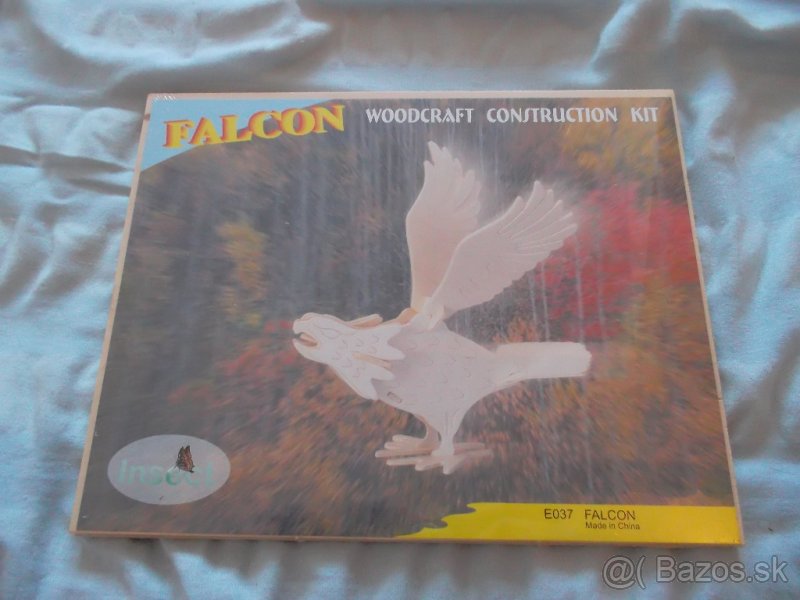 FALCON WOODCRAFT CONSTRUCTION KIT
Insect
E037 FALCON
Made in China
@( Bazos.sk